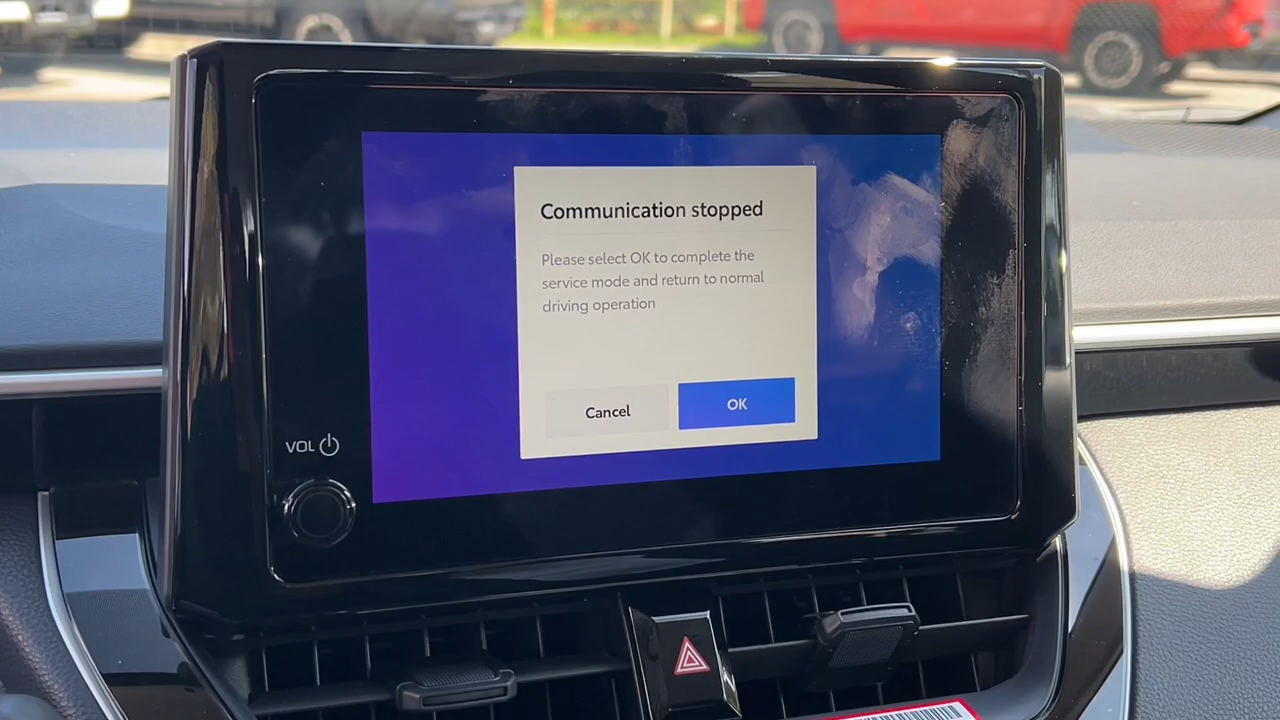 Communication stopped
Please select OK to complete the
service mode and return to normal
driving operation
Cancel
OK
VOL